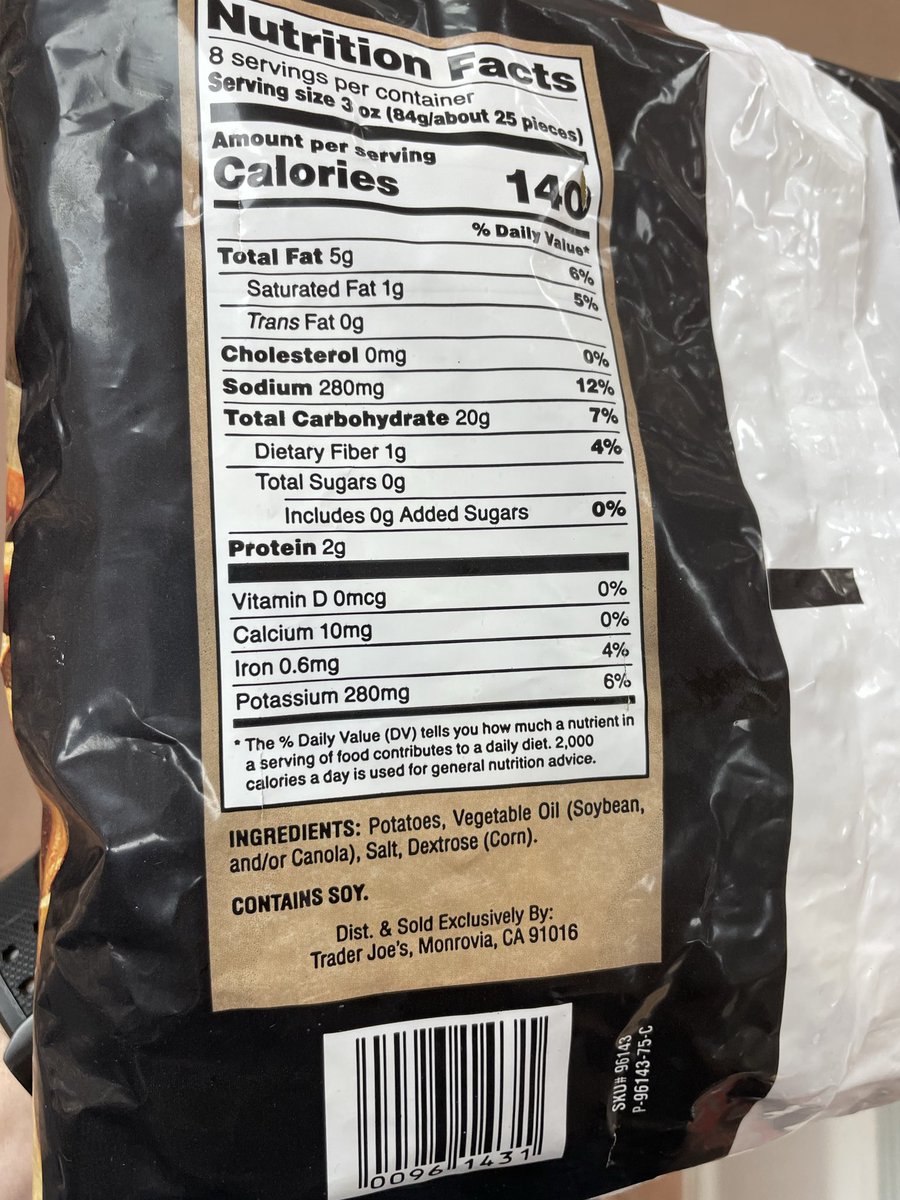 Nutrition Facts
8 servings per container
Serving size 3 oz (84g/about 25 pieces)
Amount per serving
Calories 140
% Daily Value*
Total Fat 5g 6%
Saturated Fat 1g 5%
Trans Fat 0g
Cholesterol 0mg 0%
Sodium 280mg 12%
Total Carbohydrate 20g 7%
Dietary Fiber 1g 4%
Total Sugars 0g
Includes 0g Added Sugars 0%
Protein 2g
Vitamin D 0mcg 0%
Calcium 10mg 0%
Iron 0.6mg 4%
Potassium 280mg 6%
* The % Daily Value (DV) tells you how much a nutrient in
a serving of food contributes to a daily diet. 2,000
calories a day is used for general nutrition advice.
INGREDIENTS: Potatoes, Vegetable Oil (Soybean,
and/or Canola), Salt, Dextrose (Corn).
CONTAINS SOY.
Dist. & Sold Exclusively By:
Trader Joe's, Monrovia, CA 91016
0096 1431
SKU# 96143
P-96143-75-C